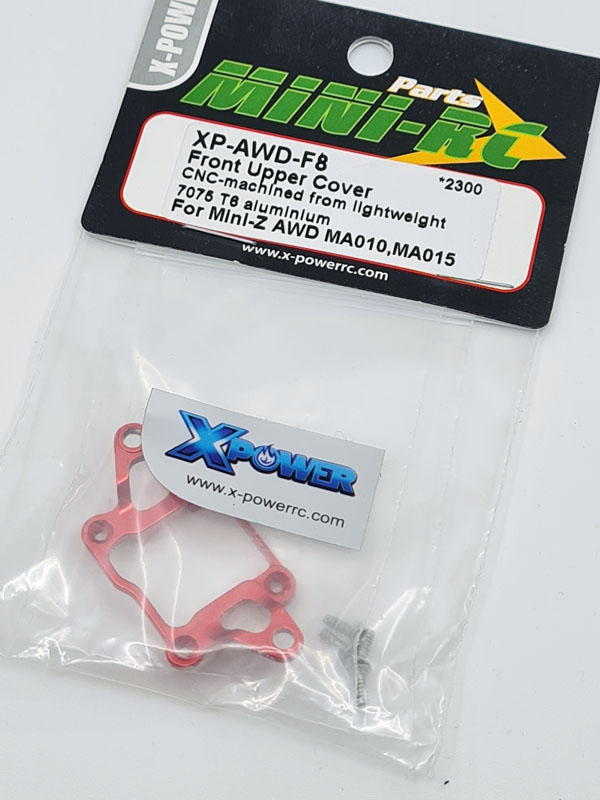 X-POWER
Parts
MINI-RC
XP-AWD-F8
*2300
Front Upper Cover
CNC-machined from lightweight
7075 T6 aluminium
For Mini-Z AWD MA010,MA015
www.x-powerrc.com
XPOWER
www.x-powerrc.com